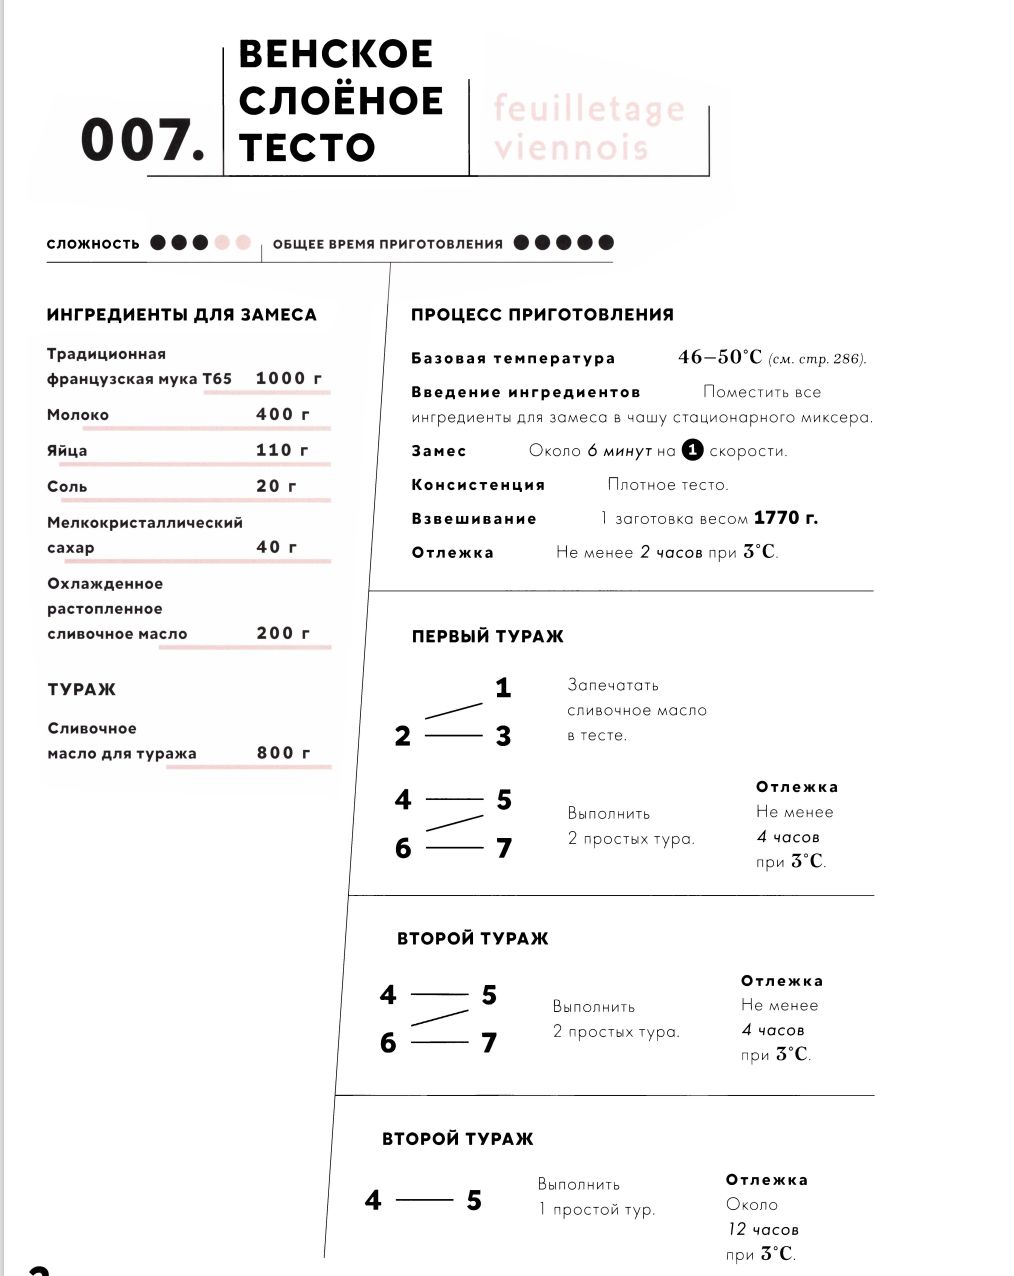 007.
ВЕНСКОЕ
СЛОЁНОЕ
ТЕСТО
feuilletage
viennois
СЛОЖНОСТЬ
ОБЩЕЕ ВРЕМЯ ПРИГОТОВЛЕНИЯ
ИНГРЕДИЕНТЫ ДЛЯ ЗАМЕСА
Традиционная
французская мука Т65 1000 г
Молоко 400 г
Яйца 110 г
Соль 20 г
Мелкокристаллический
сахар 40 г
Охлажденное
растопленное
сливочное масло 200 г
ТУРАЖ
Сливочное
масло для туража 800 г
ПРОЦЕСС ПРИГОТОВЛЕНИЯ
Базовая температура 46–50°C (см. стр. 286).
Введение ингредиентов Поместить все
ингредиенты для замеса в чашу стационарного миксера.
Замес Около 6 минут на 1 скорости.
Консистенция Плотное тесто.
Взвешивание 1 заготовка весом 1770 г.
Отлежка Не менее 2 часов при 3°C.
ПЕРВЫЙ ТУРАЖ
1
2 3
Запечатать
сливочное масло
в тесте.
4 5
6 7
Выполнить
2 простых тура.
Отлежка
Не менее
4 часов
при 3°C.
ВТОРОЙ ТУРАЖ
4 5
6 7
Выполнить
2 простых тура.
Отлежка
Не менее
4 часов
при 3°C.
ВТОРОЙ ТУРАЖ
4 5
Выполнить
1 простой тур.
Отлежка
Около
12 часов
при 3°C.